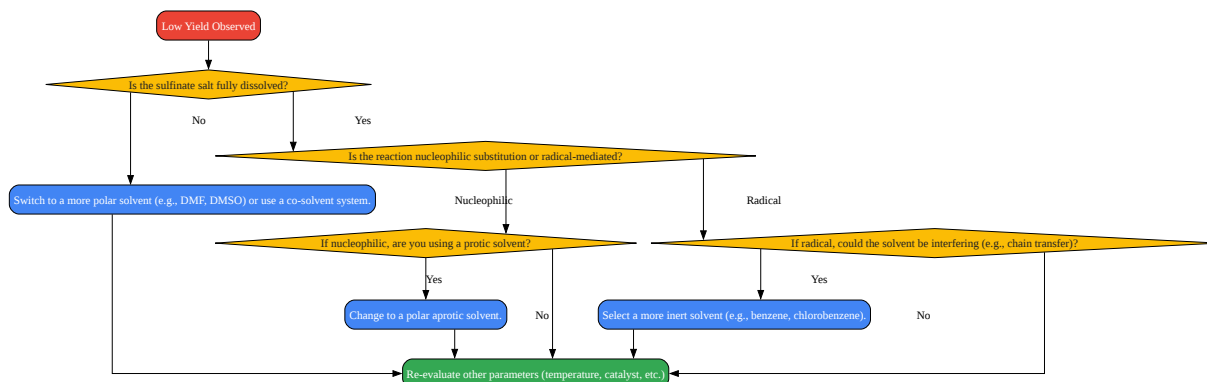 Low Yield Observed
Is the sulfinate salt fully dissolved?
No
Yes
Is the reaction nucleophilic substitution or radical-mediated?
Switch to a more polar solvent (e.g., DMF, DMSO) or use a co-solvent system.
Nucleophilic
Radical
If nucleophilic, are you using a protic solvent?
If radical, could the solvent be interfering (e.g., chain transfer)?
Yes
Yes
Change to a polar aprotic solvent.
No
Select a more inert solvent (e.g., benzene, chlorobenzene).
No
Re-evaluate other parameters (temperature, catalyst, etc.)